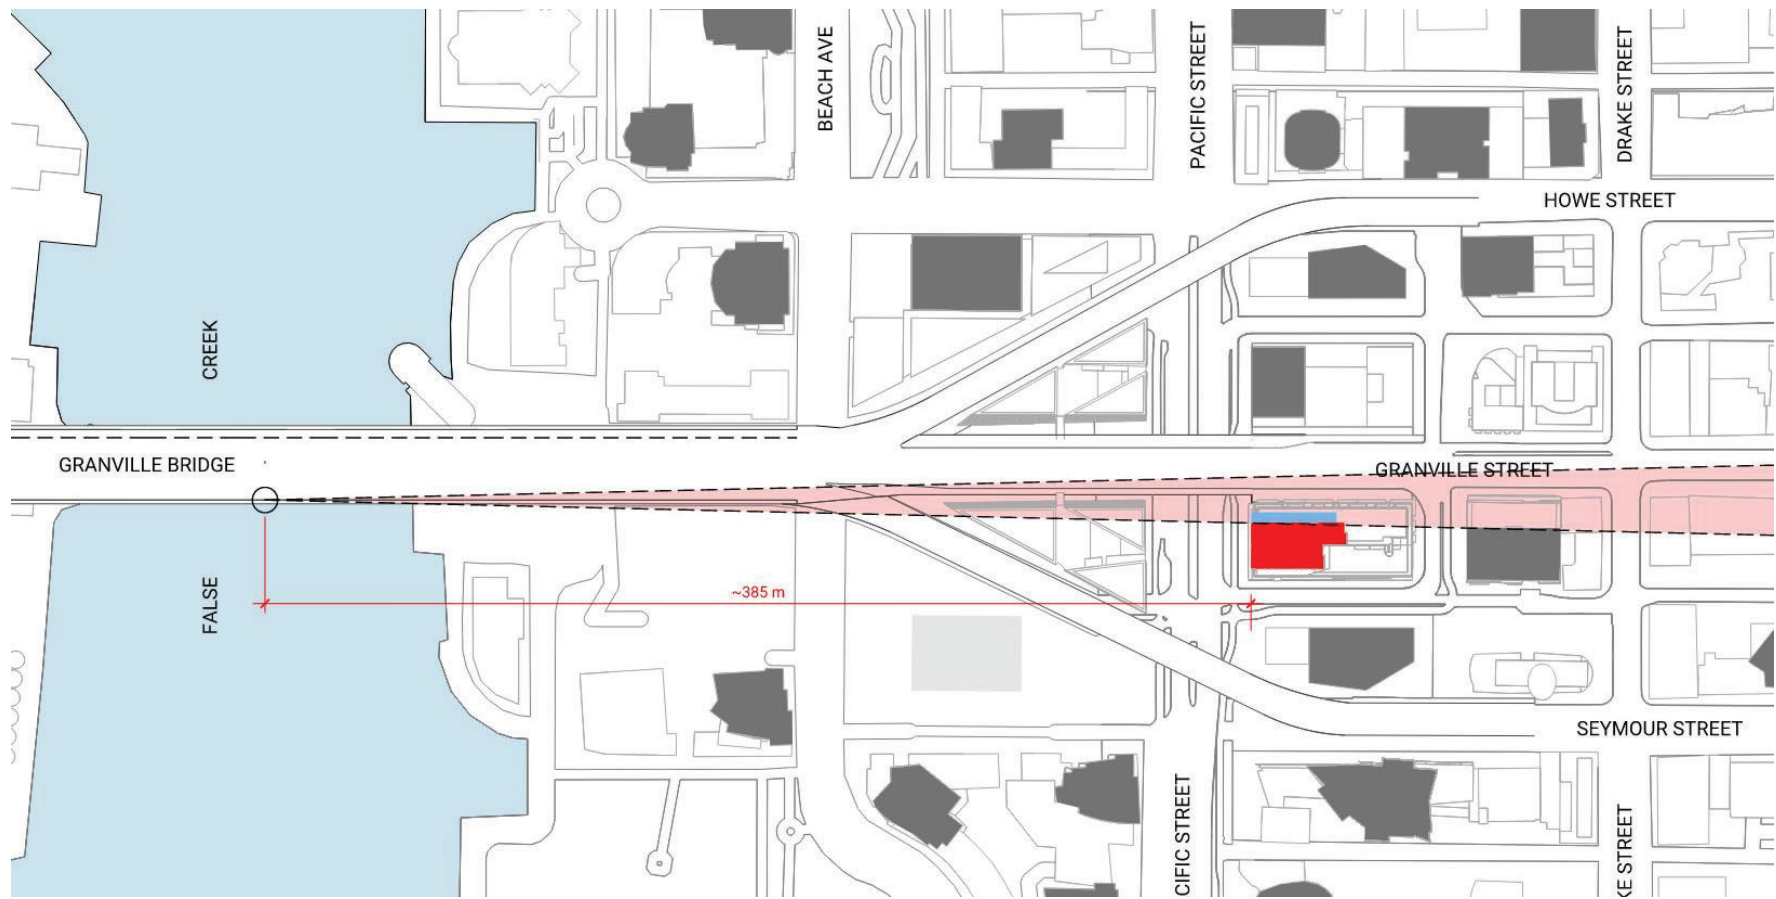 BEACH AVE
PACIFIC STREET
DRAKE STREET
HOWE STREET
CREEK
GRANVILLE BRIDGE
GRANVILLE STREET
FALSE
~385 m
SEYMOUR STREET
CIFIC STREET
KE STREET